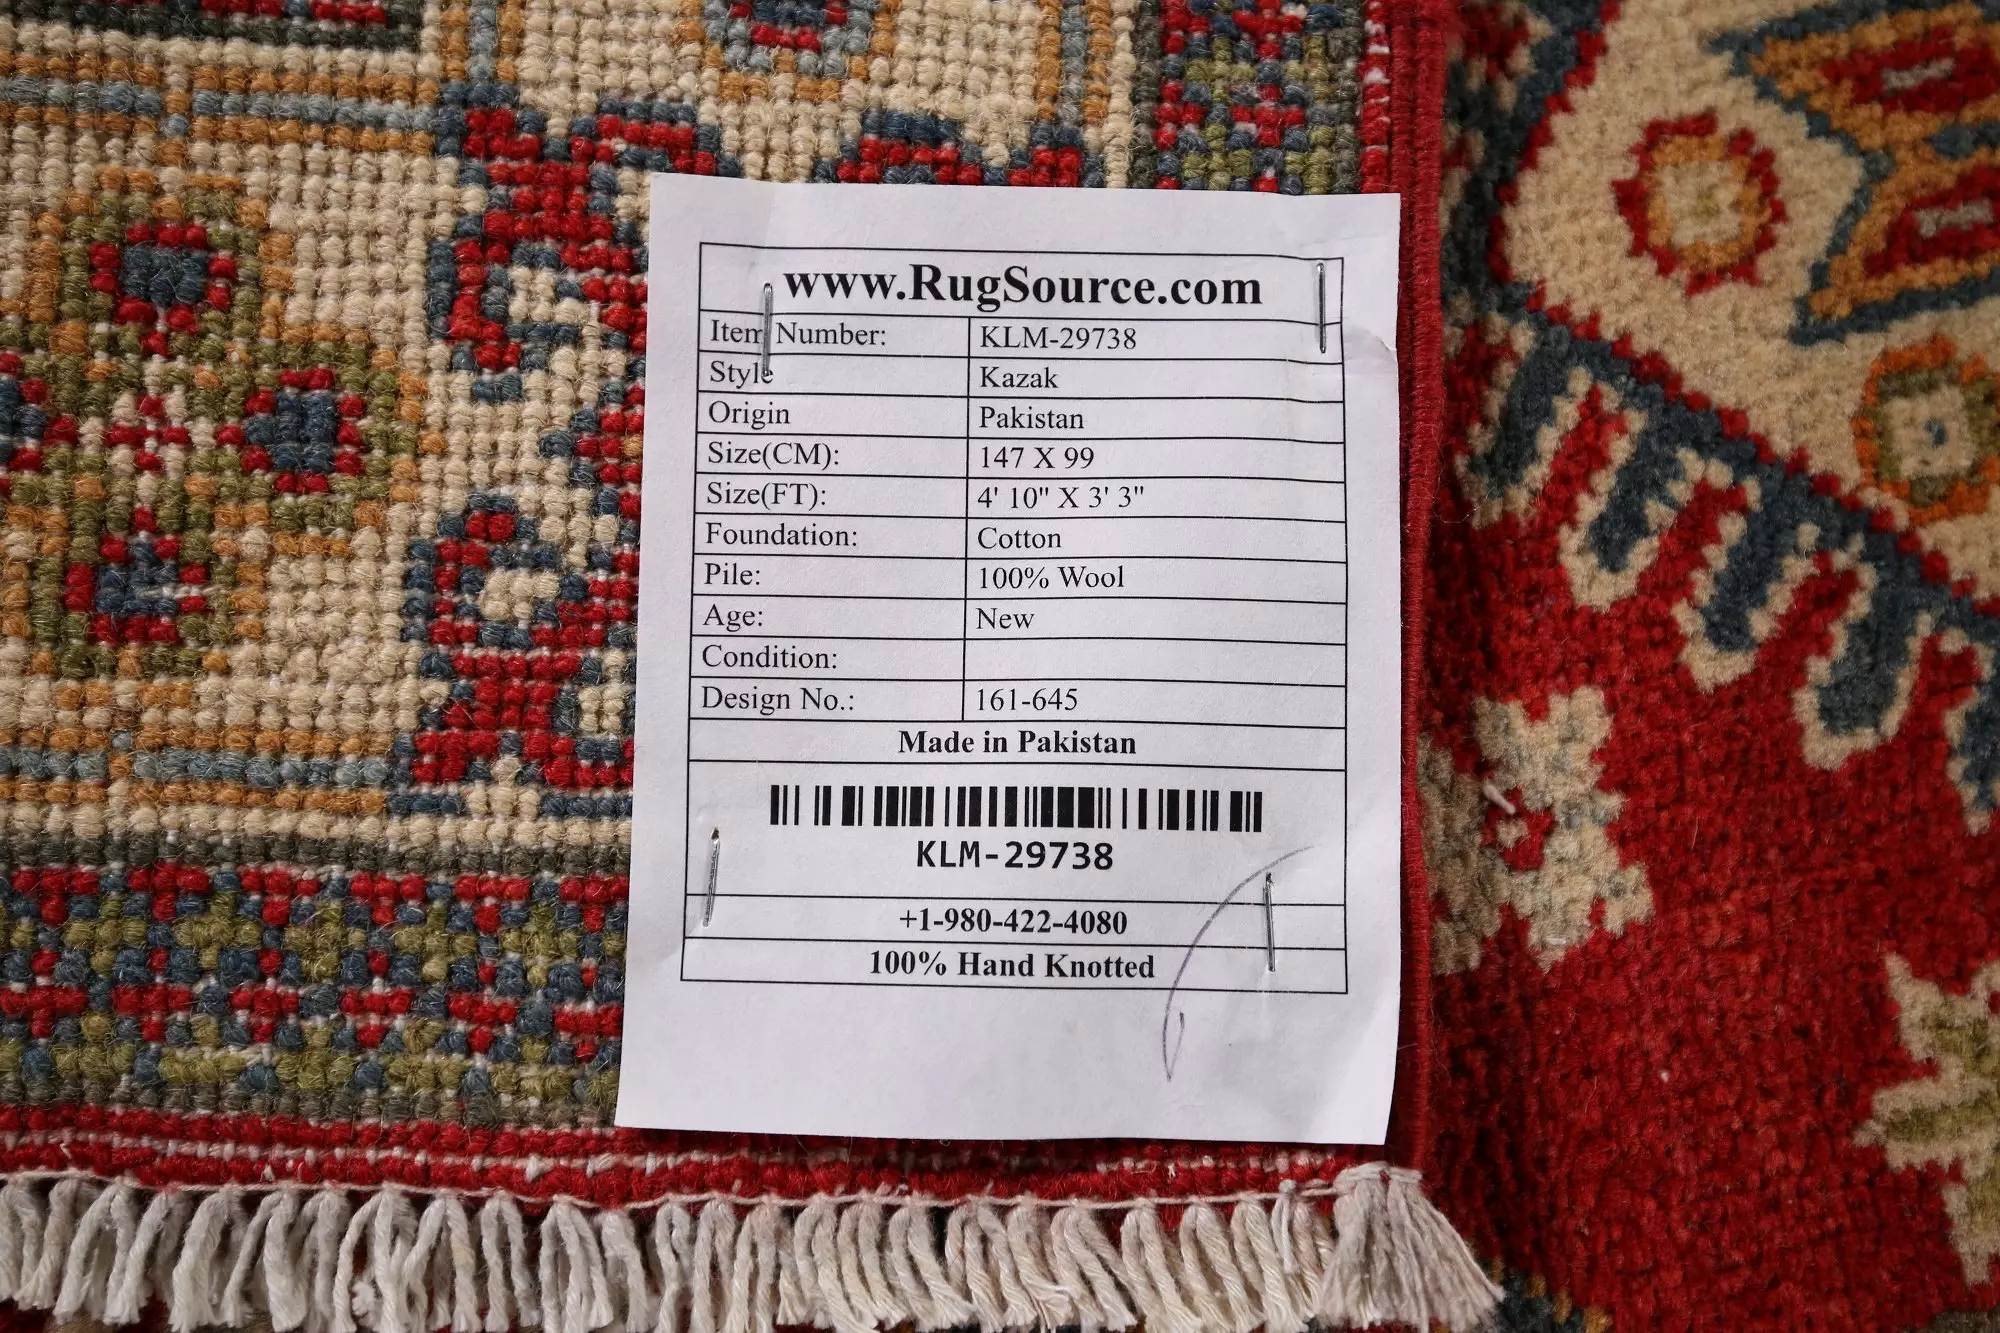 www.RugSource.com
Item Number: KLM-29738
Style Kazak
Origin Pakistan
Size(CM): 147 X 99
Size(FT): 4' 10" X 3' 3"
Foundation: Cotton
Pile: 100% Wool
Age: New
Condition:
Design No.: 161-645
Made in Pakistan
KLM-29738
+1-980-422-4080
100% Hand Knotted